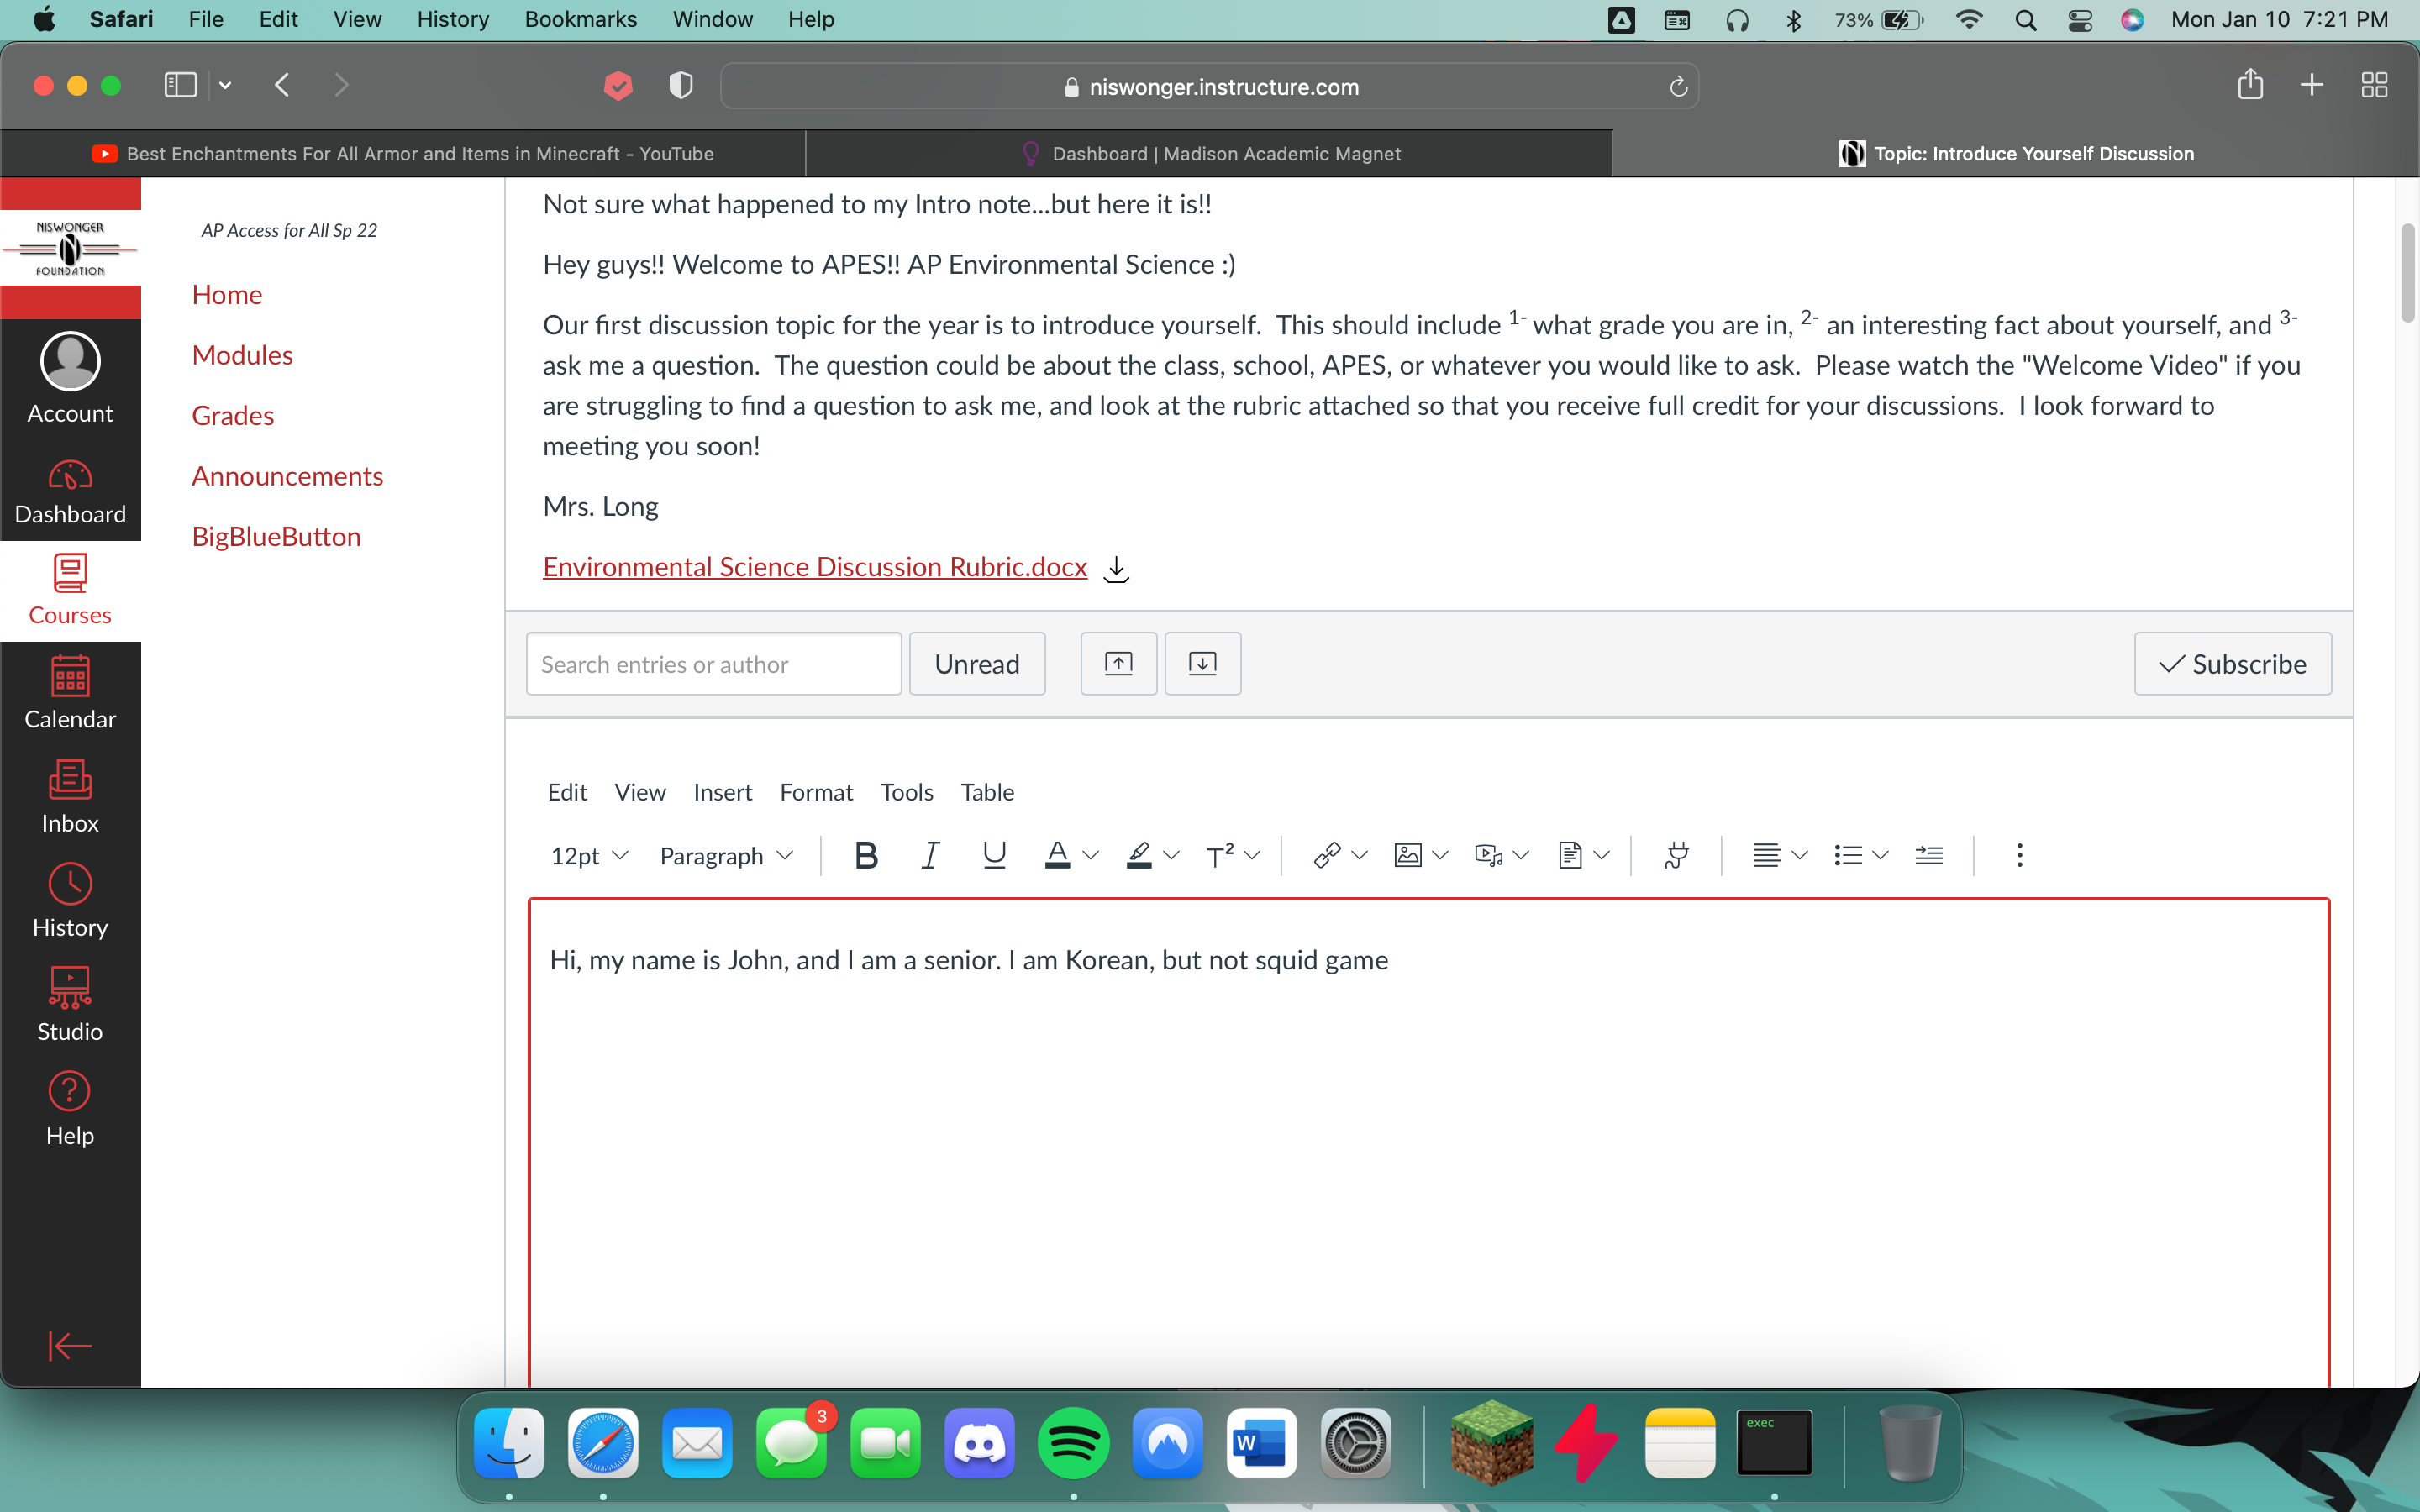 Safari File Edit View History Bookmarks Window Help 73% Mon Jan 10 7:21 PM
niswonger.instructure.com
Best Enchantments For All Armor and Items in Minecraft - YouTube Dashboard | Madison Academic Magnet Topic: Introduce Yourself Discussion
NISWONGER
FOUNDATION
Account
Dashboard
Courses
Calendar
Inbox
History
Studio
Help
AP Access for All Sp 22
Home
Modules
Grades
Announcements
BigBlueButton
Not sure what happened to my Intro note...but here it is!!
Hey guys!! Welcome to APES!! AP Environmental Science :)
Our first discussion topic for the year is to introduce yourself. This should include 1- what grade you are in, 2- an interesting fact about yourself, and 3-
ask me a question. The question could be about the class, school, APES, or whatever you would like to ask. Please watch the "Welcome Video" if you
are struggling to find a question to ask me, and look at the rubric attached so that you receive full credit for your discussions. I look forward to
meeting you soon!
Mrs. Long
Environmental Science Discussion Rubric.docx
Search entries or author Unread Subscribe
Edit View Insert Format Tools Table
12pt Paragraph B I U A T2
Hi, my name is John, and I am a senior. I am Korean, but not squid game
3
W
exec